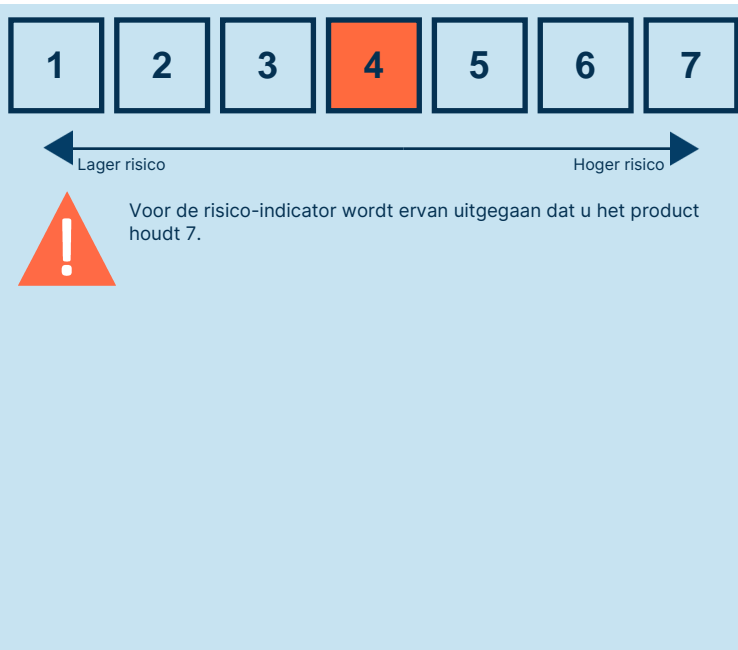 1 2 3 4 5 6 7
Lager risico Hoger risico
Voor de risico-indicator wordt ervan uitgegaan dat u het product
houdt 7.
!